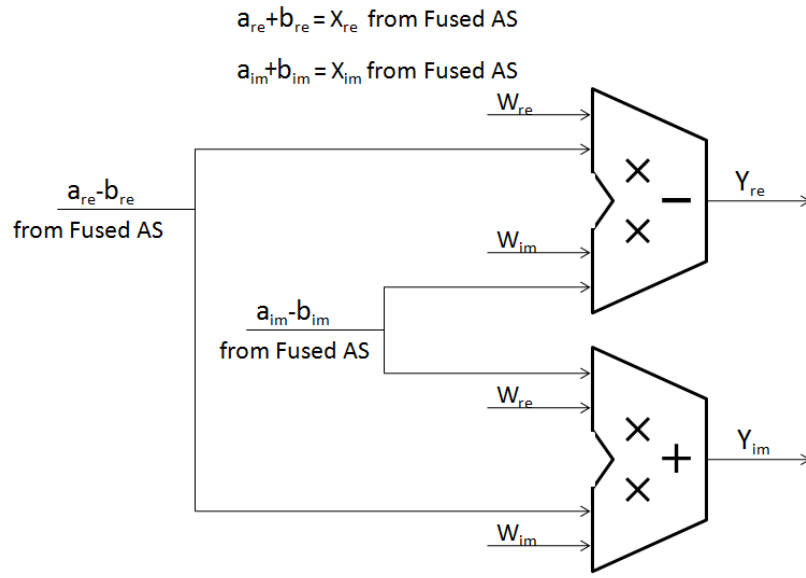 a_re+b_re = X_re from Fused AS
a_im+b_im = X_im from Fused AS
W_re
a_re-b_re
from Fused AS
Y_re
W_im
a_im-b_im
from Fused AS
W_re
Y_im
W_im
× × −
× × +